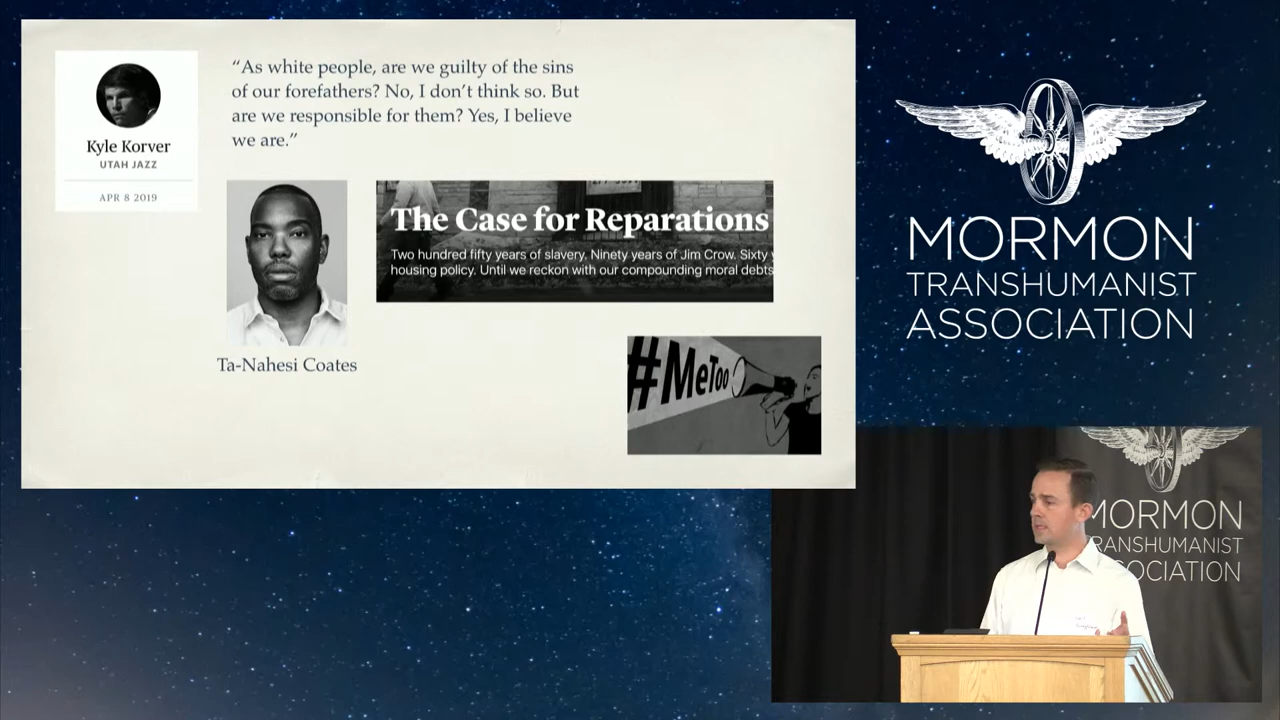 Kyle Korver
UTAH JAZZ
APR 8 2019
“As white people, are we guilty of the sins
of our forefathers? No, I don’t think so. But
are we responsible for them? Yes, I believe
we are.”
Ta-Nahesi Coates
The Case for Reparations
Two hundred fifty years of slavery. Ninety years of Jim Crow. Sixty
housing policy. Until we reckon with our compounding moral debts
#MeToo
MORMON
TRANSHUMANIST
ASSOCIATION
MORMON
RANSHUMANIST
OCIATION